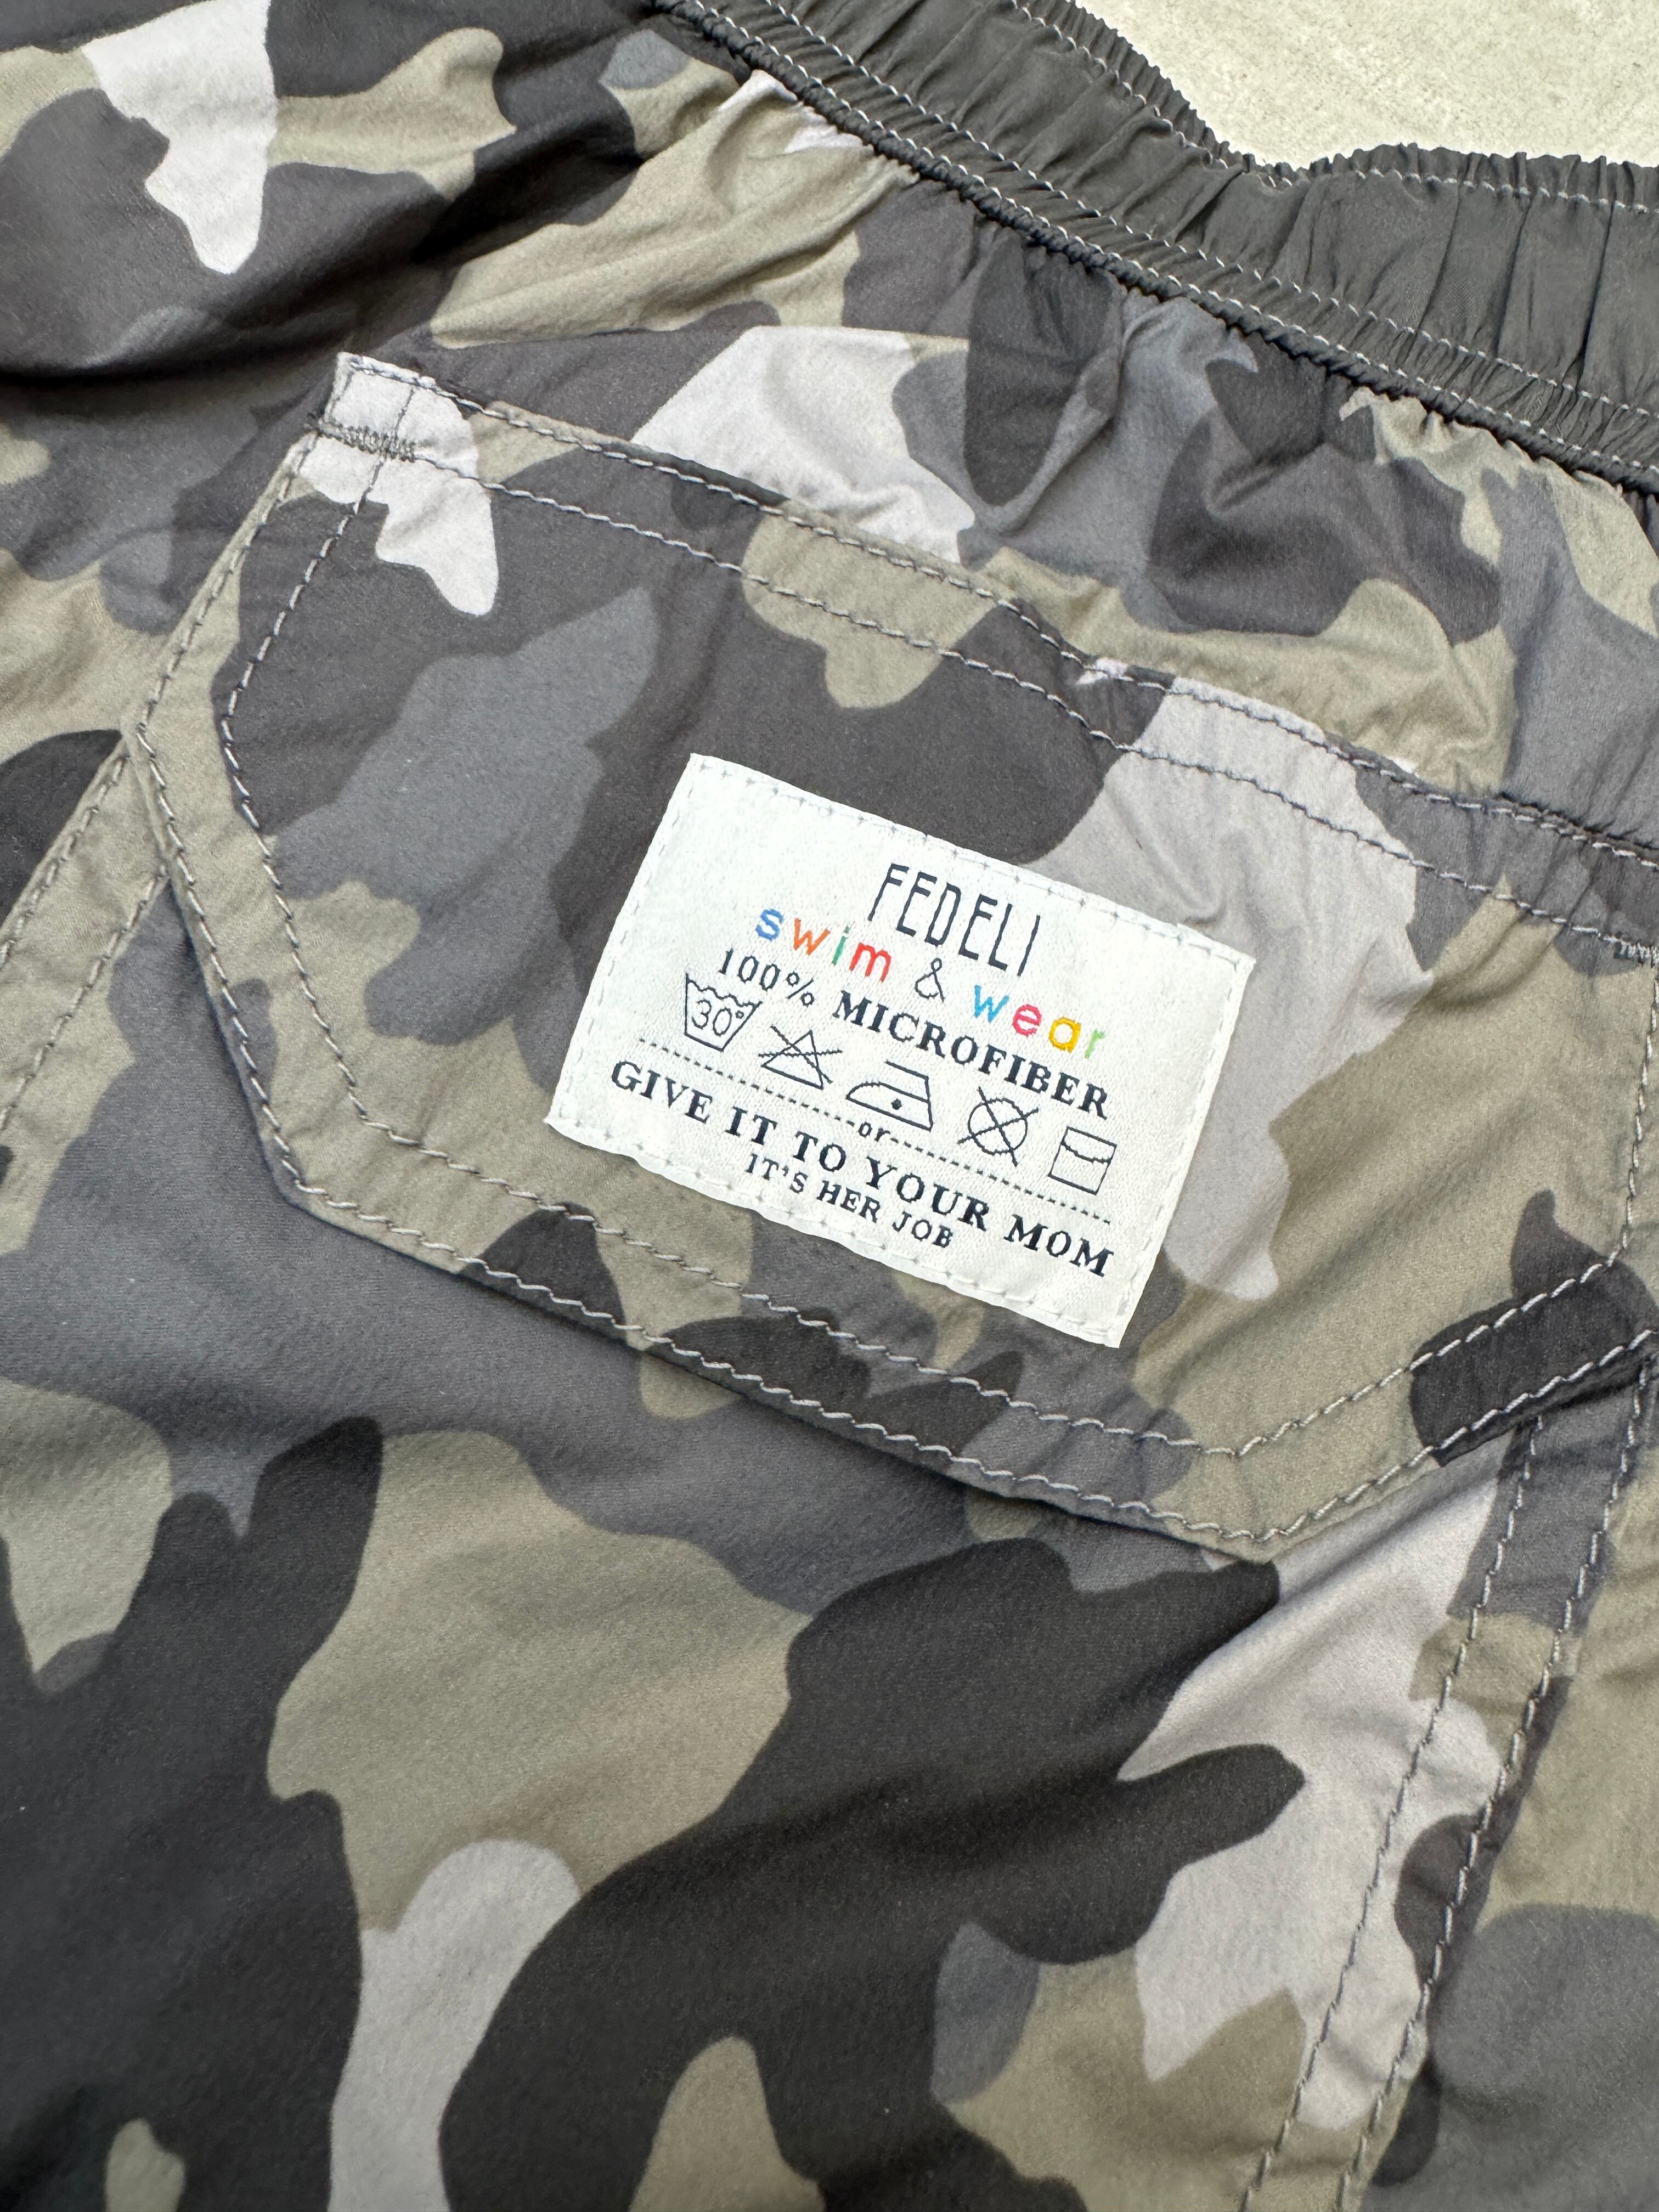 FEDELI
swim & wear
100% MICROFIBER
30°
or
GIVE IT TO YOUR MOM
IT'S HER JOB